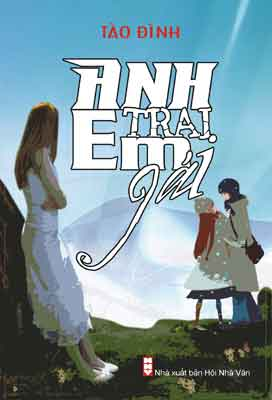 TÀO ĐÌNH
ANH
TRAI
EM
gái
Nhà xuất bản Hội Nhà Văn